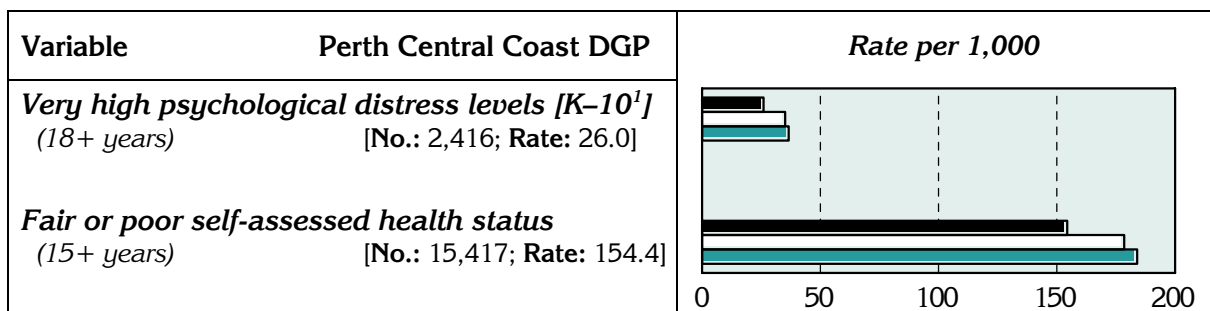 Variable Perth Central Coast DGP Rate per 1,000
Very high psychological distress levels [K–10¹]
(18+ years) [No.: 2,416; Rate: 26.0]
Fair or poor self-assessed health status
(15+ years) [No.: 15,417; Rate: 154.4]
0 50 100 150 200